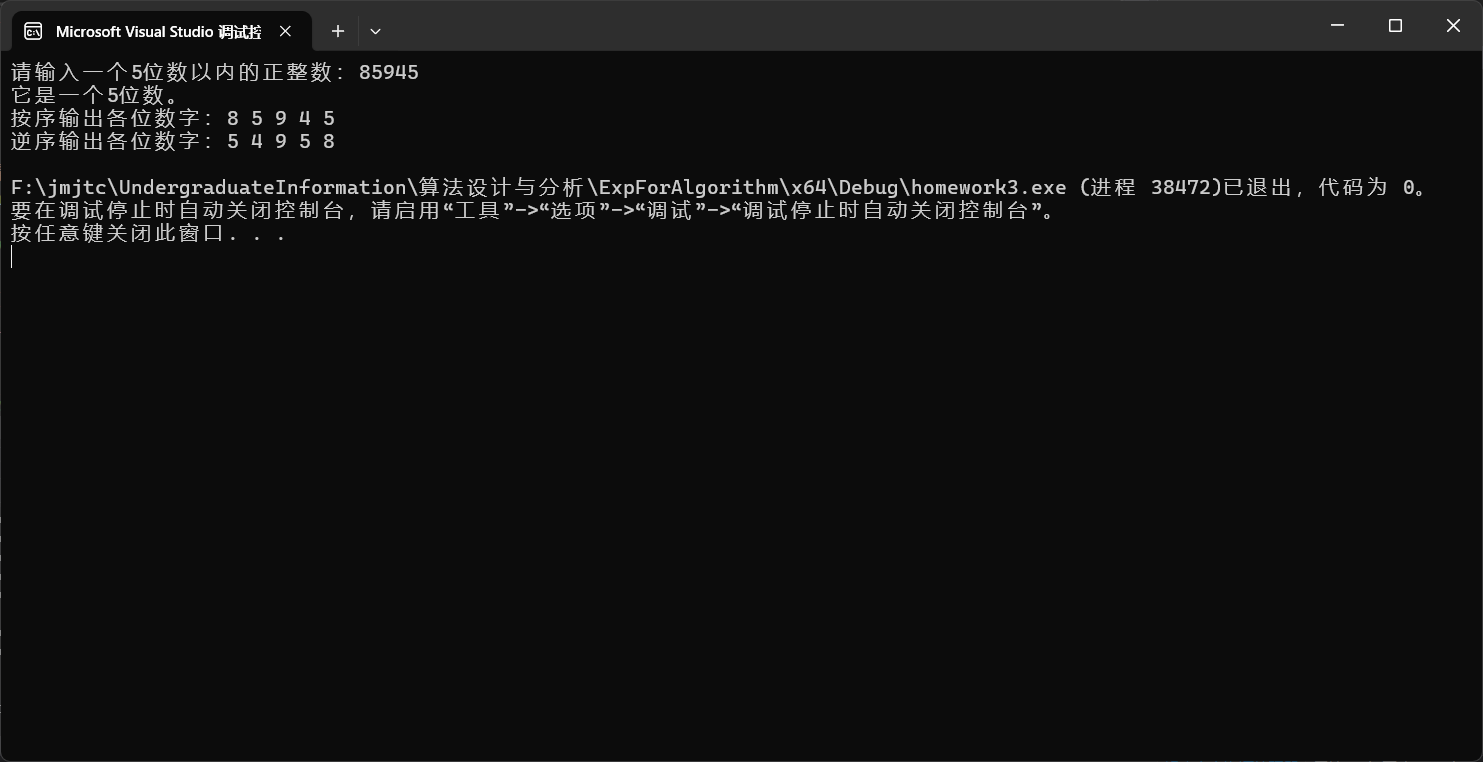 Microsoft Visual Studio 调试控
请输入一个5位数以内的正整数：85945
它是一个5位数。
按序输出各位数字：8 5 9 4 5
逆序输出各位数字：5 4 9 5 8
F:\jmjtc\UndergraduateInformation\算法设计与分析\ExpForAlgorithm\x64\Debug\homework3.exe (进程 38472)已退出，代码为 0。
要在调试停止时自动关闭控制台，请启用“工具”->“选项”->“调试”->“调试停止时自动关闭控制台”。
按任意键关闭此窗口. . .